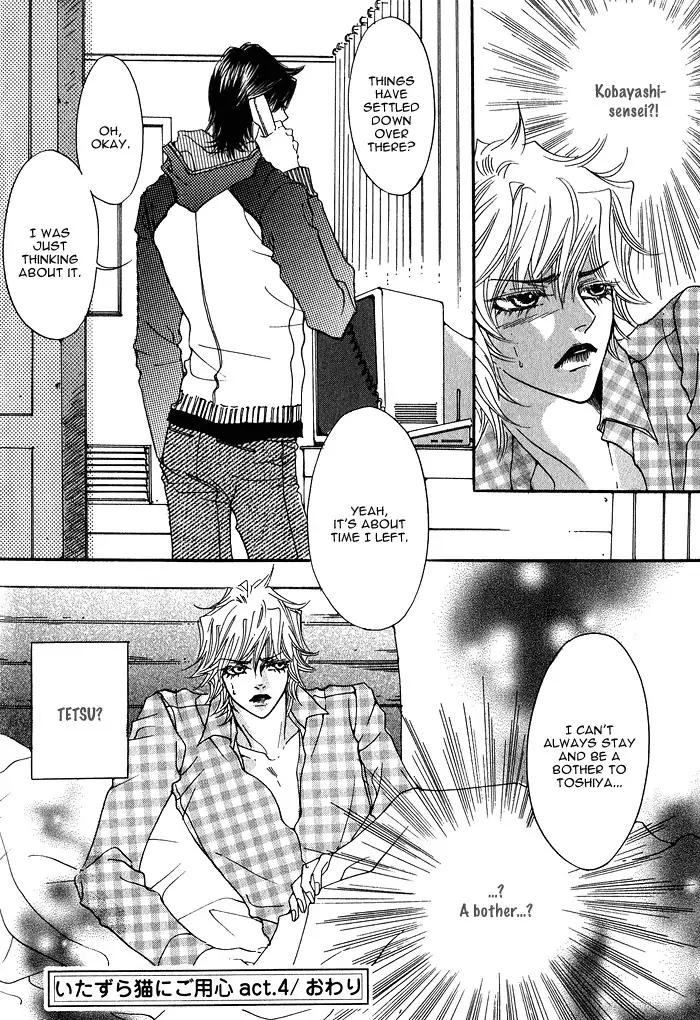 Kobayashi-
sensei?!
THINGS
HAVE
SETTLED
DOWN
OVER
THERE?
OH,
OKAY.
I WAS
JUST
THINKING
ABOUT IT.
YEAH,
IT'S ABOUT
TIME I LEFT.
TETSU?
I CAN'T
ALWAYS STAY
AND BE A
BOTHER TO
TOSHIYA...
...?
A bother...?
いたずら猫にご用心 act.4/ おわり